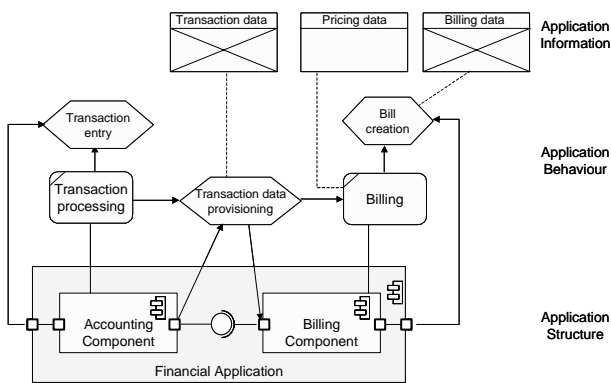 Transaction data
Pricing data
Billing data
Application
Information
Transaction
entry
Bill
creation
Application
Behaviour
Transaction
processing
Transaction data
provisioning
Billing
Accounting
Component
Billing
Component
Application
Structure
Financial Application